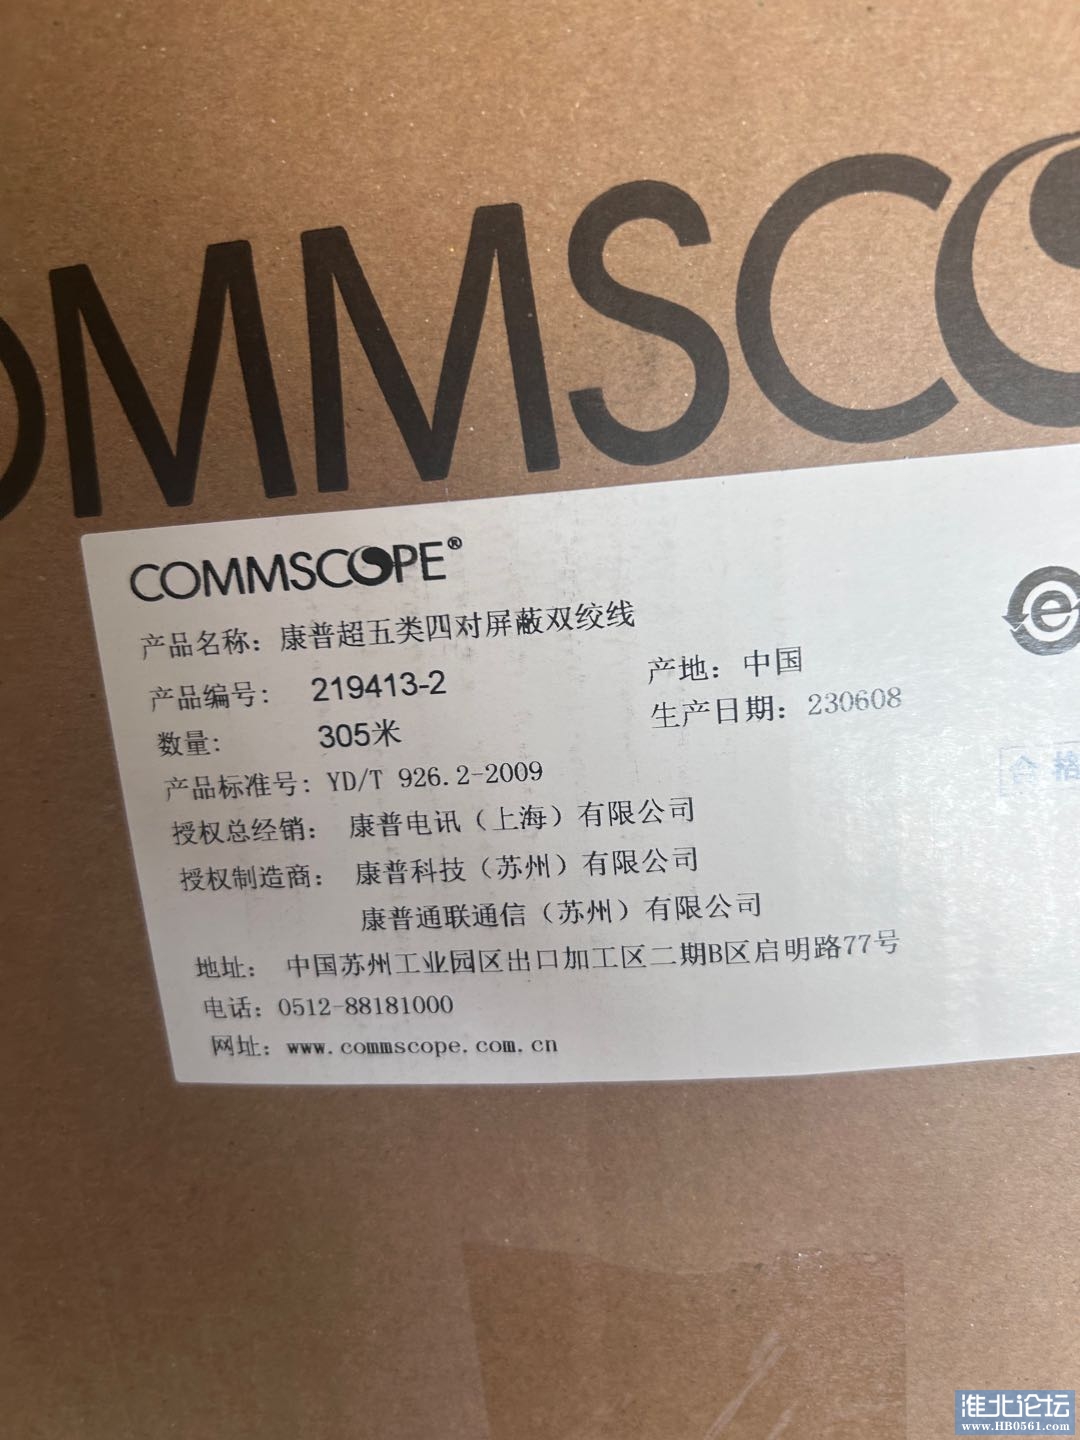 OMMSCO
COMMSCOPE®
产品名称：康普超五类四对屏蔽双绞线
产品编号：219413-2
产地：中国
数量：305米
生产日期：230608
合格
产品标准号：YD/T 926.2-2009
授权总经销：康普电讯（上海）有限公司
授权制造商：康普科技（苏州）有限公司
康普通联通信（苏州）有限公司
地址：中国苏州工业园区出口加工区二期B区启明路77号
电话：0512-88181000
网址：www.commscope.com.cn
淮北论坛
www.HB0561.com